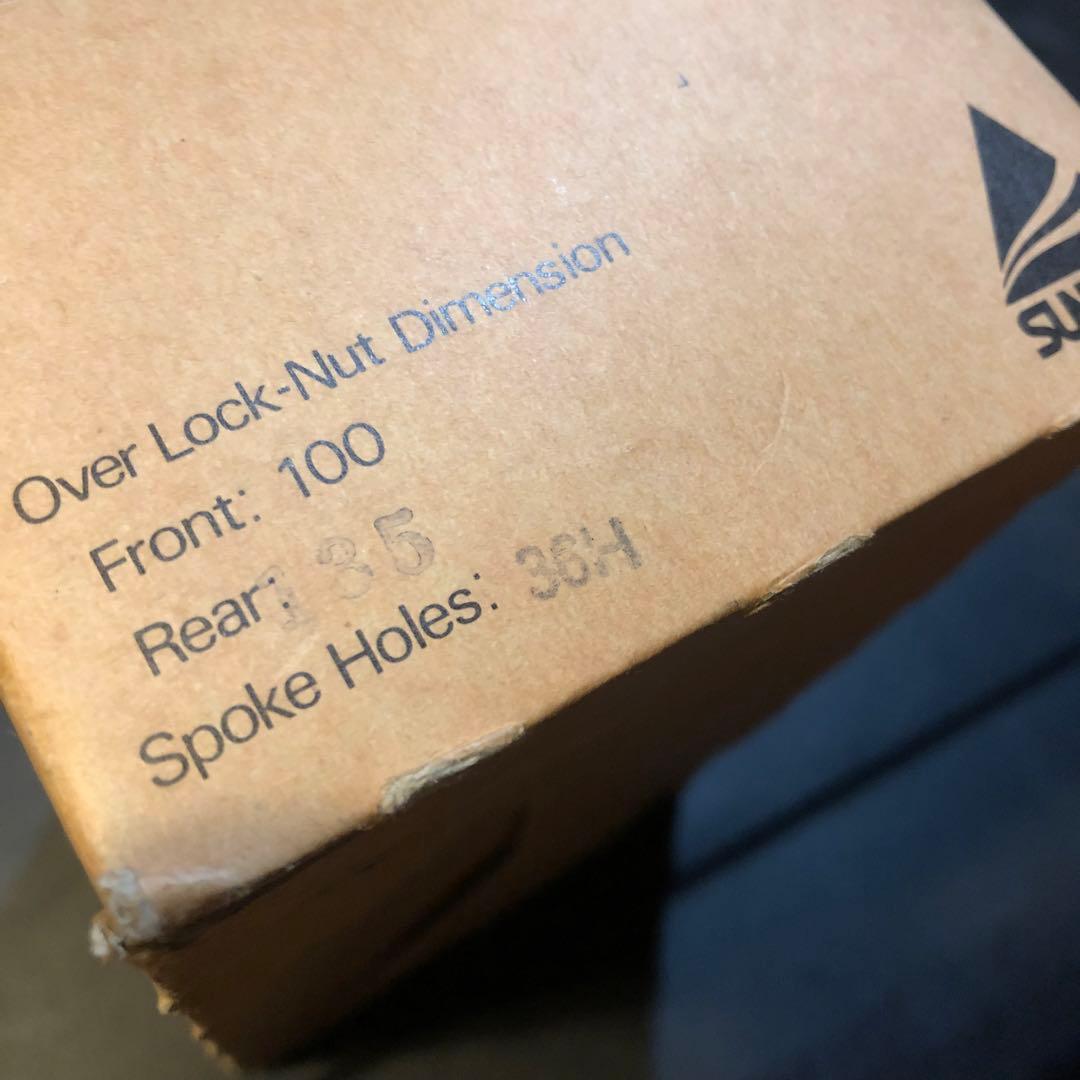 Over Lock-Nut Dimension
Front: 100
Rear: 135
Spoke Holes: 36H